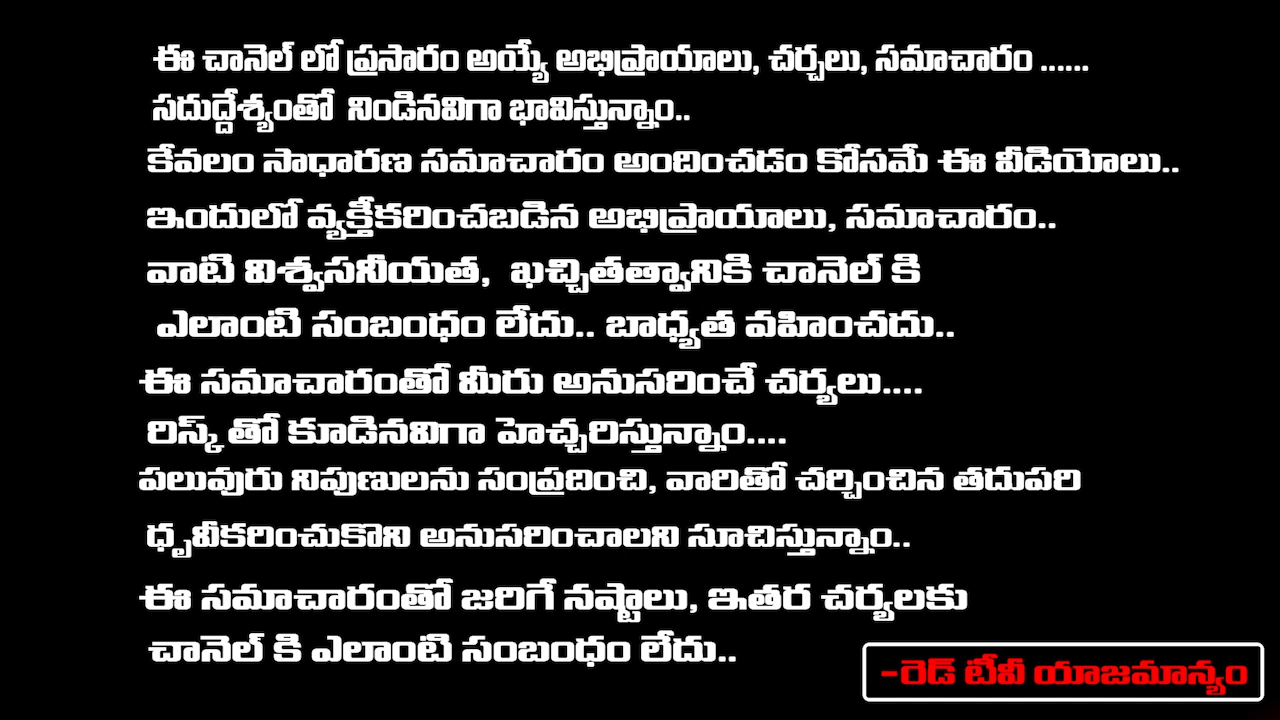 ఈ చానెల్ లో ప్రసారం అయ్యే అభిప్రాయాలు, చర్చలు, సమాచారం ......
సదుద్దేశ్యంతో నిండినవిగా భావిస్తున్నాం..
కేవలం సాధారణ సమాచారం అందించడం కోసమే ఈ వీడియోలు..
ఇందులో వ్యక్తీకరించబడిన అభిప్రాయాలు, సమాచారం..
వాటి విశ్వసనీయత, ఖచ్చితత్వానికి చానెల్ కి
ఎలాంటి సంబంధం లేదు.. బాధ్యత వహించదు..
ఈ సమాచారంతో మీరు అనుసరించే చర్యలు....
రిస్క్ తో కూడినవిగా హెచ్చరిస్తున్నాం....
పలువురు నిపుణులను సంప్రదించి, వారితో చర్చించిన తదుపరి
ధృవీకరించుకొని అనుసరించాలని సూచిస్తున్నాం..
ఈ సమాచారంతో జరిగే నష్టాలు, ఇతర చర్యలకు
చానెల్ కి ఎలాంటి సంబంధం లేదు..
-రెడ్ టీవీ యాజమాన్యం